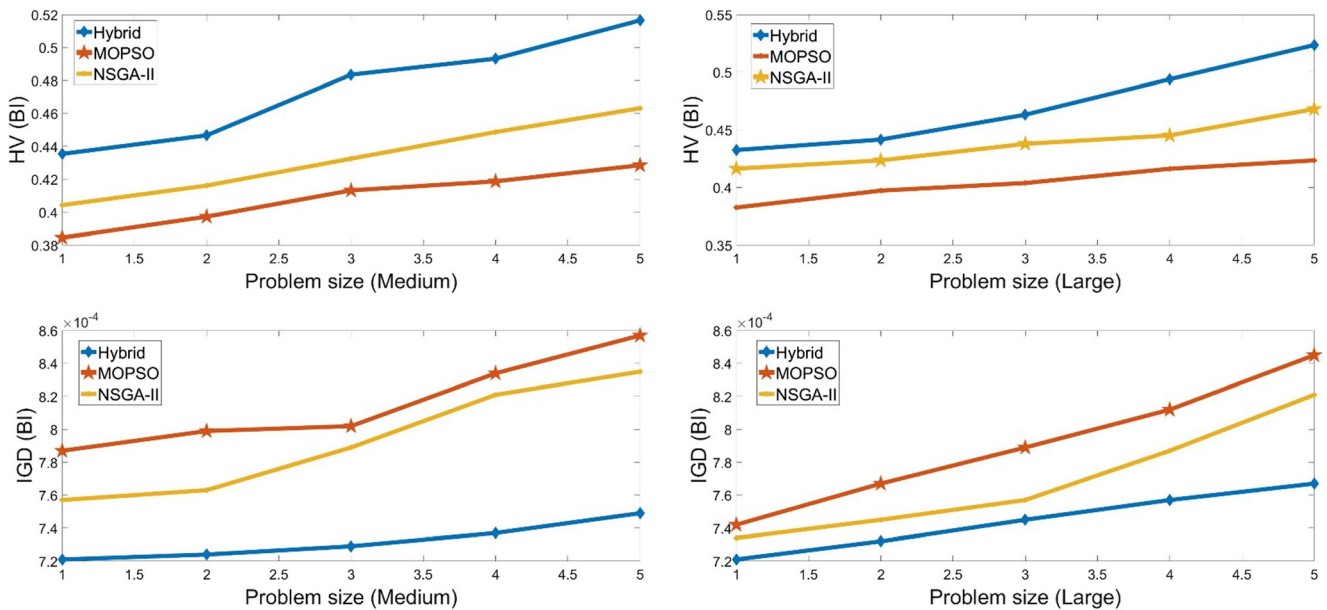 HV (BI)
0.52
0.5
0.48
0.46
0.44
0.42
0.4
0.38
Hybrid
MOPSO
NSGA-II
1 1.5 2 2.5 3 3.5 4 4.5 5
Problem size (Medium)
HV (BI)
0.55
0.5
0.45
0.4
0.35
Hybrid
MOPSO
NSGA-II
1 1.5 2 2.5 3 3.5 4 4.5 5
Problem size (Large)
IGD (BI)
×10⁻⁴
8.6
8.4
8.2
8
7.8
7.6
7.4
7.2
Hybrid
MOPSO
NSGA-II
1 1.5 2 2.5 3 3.5 4 4.5 5
Problem size (Medium)
IGD (BI)
×10⁻⁴
8.6
8.4
8.2
8
7.8
7.6
7.4
7.2
Hybrid
MOPSO
NSGA-II
1 1.5 2 2.5 3 3.5 4 4.5 5
Problem size (Large)